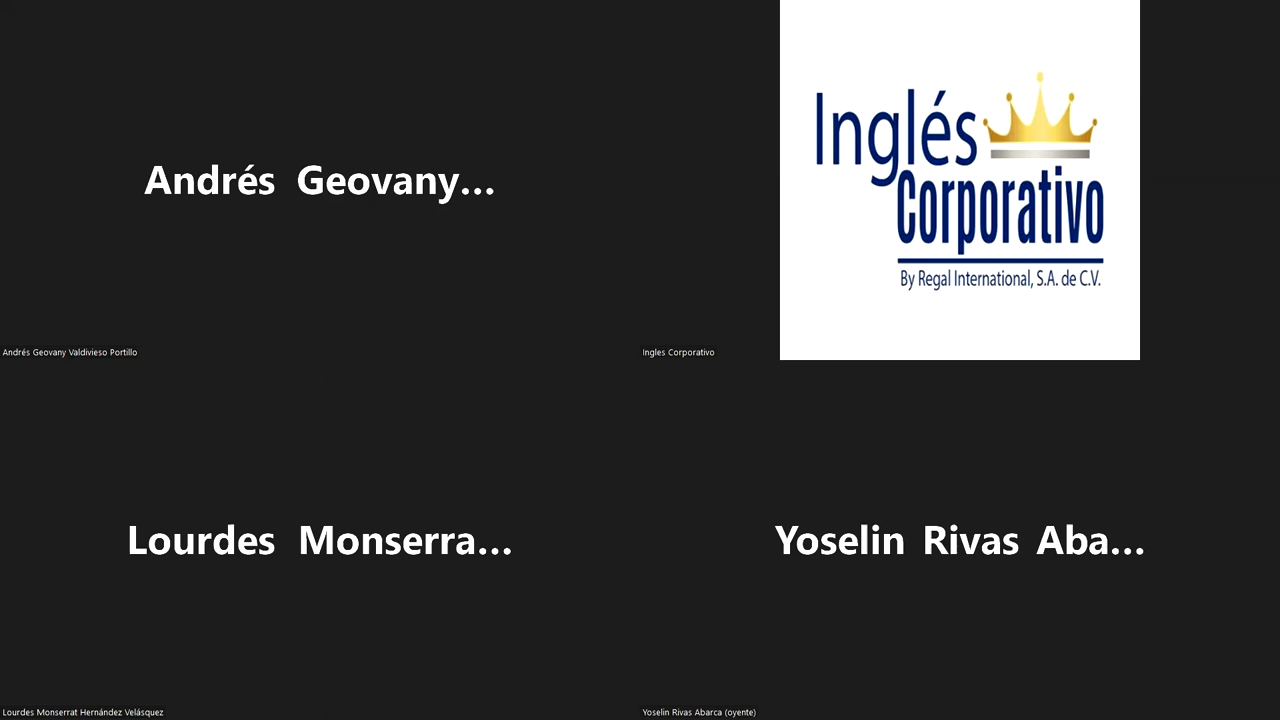 Andrés Geovany...
Andrés Geovany Valdivieso Portillo
Inglés
Corporativo
By Regal International, S.A. de C.V.
Ingles Corporativo
Lourdes Monserra...
Lourdes Monserrat Hernández Velásquez
Yoselin Rivas Aba...
Yoselin Rivas Abarca (oyente)